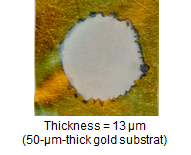 Thickness = 13 µm
(50-µm-thick gold substrat)